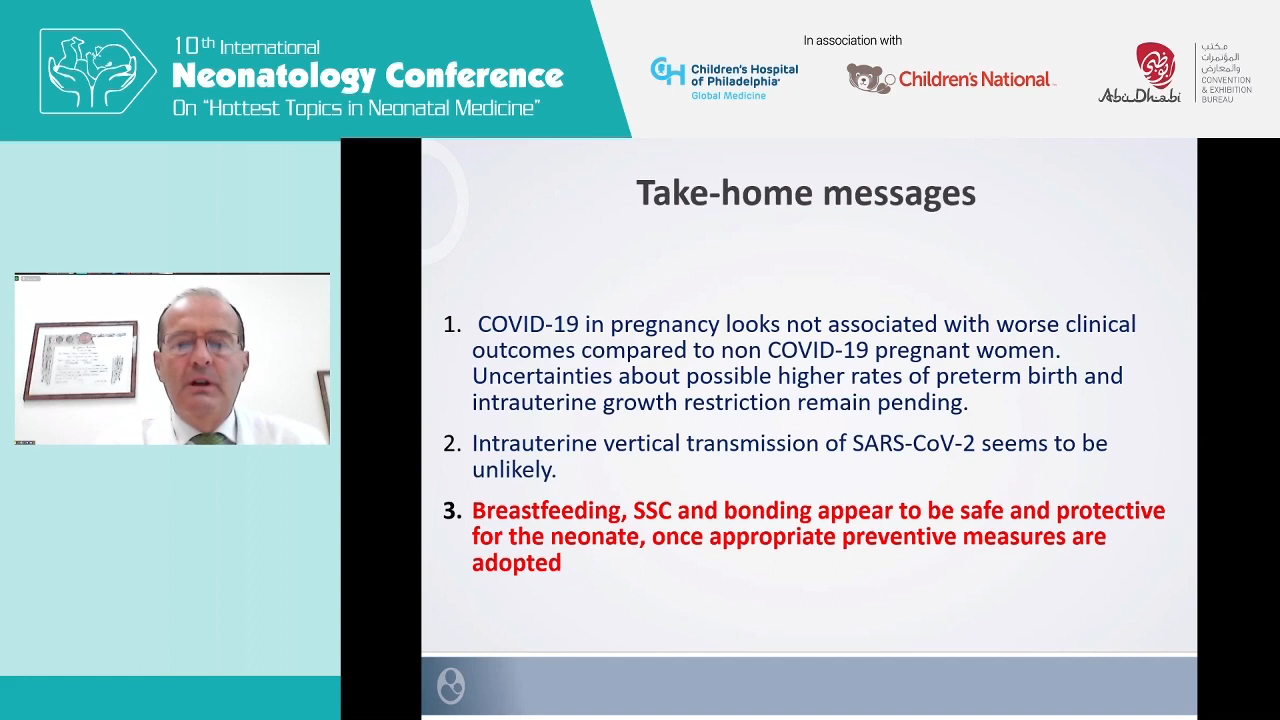 10th International
Neonatology Conference
On "Hottest Topics in Neonatal Medicine"
In association with
Children's Hospital
of Philadelphia®
Global Medicine
Children's National
Abu Dhabi
مكتب
المؤتمرات
والمعارض
CONVENTION
& EXHIBITION
BUREAU
Take-home messages
1. COVID-19 in pregnancy looks not associated with worse clinical
outcomes compared to non COVID-19 pregnant women.
Uncertainties about possible higher rates of preterm birth and
intrauterine growth restriction remain pending.
2. Intrauterine vertical transmission of SARS-CoV-2 seems to be
unlikely.
3. Breastfeeding, SSC and bonding appear to be safe and protective
for the neonate, once appropriate preventive measures are
adopted